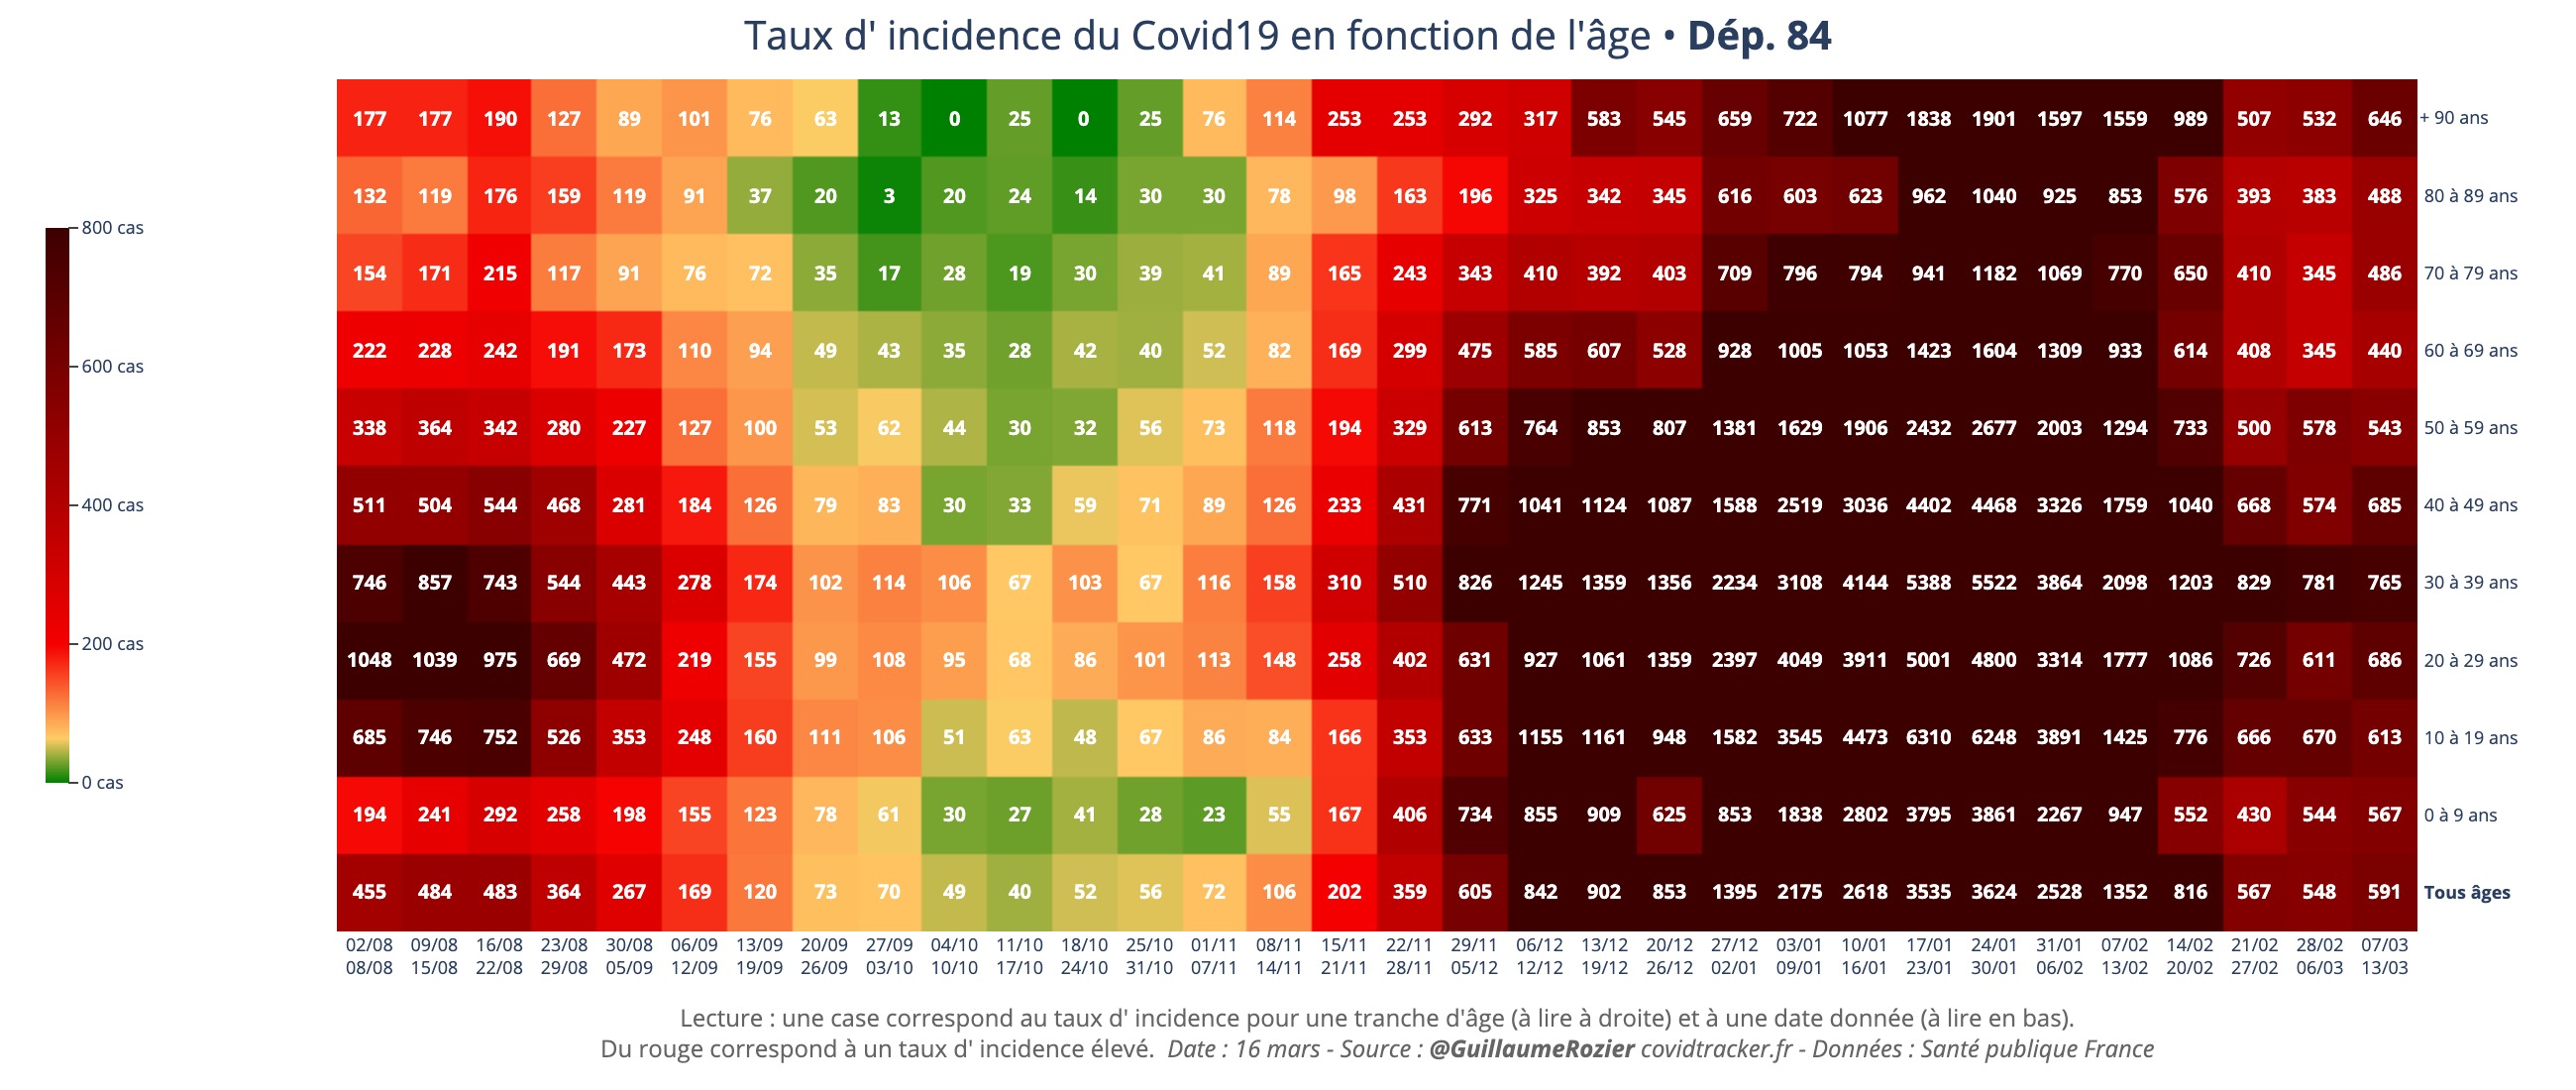 Taux d' incidence du Covid19 en fonction de l'âge • Dép. 84
177 177 190 127 89 101 76 63 13 0 25 0 25 76 114 253 253 292 317 583 545 659 722 1077 1838 1901 1597 1559 989 507 532 646 + 90 ans
132 119 176 159 119 91 37 20 3 20 24 14 30 30 78 98 163 196 325 342 345 616 603 623 962 1040 925 853 576 393 383 488 80 à 89 ans
800 cas
154 171 215 117 91 76 72 35 17 28 19 30 39 41 89 165 243 343 410 392 403 709 796 794 941 1182 1069 770 650 410 345 486 70 à 79 ans
222 228 242 191 173 110 94 49 43 35 28 42 40 52 82 169 299 475 585 607 528 928 1005 1053 1423 1604 1309 933 614 408 345 440 60 à 69 ans
600 cas
338 364 342 280 227 127 100 53 62 44 30 32 56 73 118 194 329 613 764 853 807 1381 1629 1906 2432 2677 2003 1294 733 500 578 543 50 à 59 ans
400 cas
511 504 544 468 281 184 126 79 83 30 33 59 71 89 126 233 431 771 1041 1124 1087 1588 2519 3036 4402 4468 3326 1759 1040 668 574 685 40 à 49 ans
746 857 743 544 443 278 174 102 114 106 67 103 67 116 158 310 510 826 1245 1359 1356 2234 3108 4144 5388 5522 3864 2098 1203 829 781 765 30 à 39 ans
200 cas
1048 1039 975 669 472 219 155 99 108 95 68 86 101 113 148 258 402 631 927 1061 1359 2397 4049 3911 5001 4800 3314 1777 1086 726 611 686 20 à 29 ans
685 746 752 526 353 248 160 111 106 51 63 48 67 86 84 166 353 633 1155 1161 948 1582 3545 4473 6310 6248 3891 1425 776 666 670 613 10 à 19 ans
0 cas
194 241 292 258 198 155 123 78 61 30 27 41 28 23 55 167 406 734 855 909 625 853 1838 2802 3795 3861 2267 947 552 430 544 567 0 à 9 ans
455 484 483 364 267 169 120 73 70 49 40 52 56 72 106 202 359 605 842 902 853 1395 2175 2618 3535 3624 2528 1352 816 567 548 591 Tous âges
02/08 09/08 16/08 23/08 30/08 06/09 13/09 20/09 27/09 04/10 11/10 18/10 25/10 01/11 08/11 15/11 22/11 29/11 06/12 13/12 20/12 27/12 03/01 10/01 17/01 24/01 31/01 07/02 14/02 21/02 28/02 07/03
08/08 15/08 22/08 29/08 05/09 12/09 19/09 26/09 03/10 10/10 17/10 24/10 31/10 07/11 14/11 21/11 28/11 05/12 12/12 19/12 26/12 02/01 09/01 16/01 23/01 30/01 06/02 13/02 20/02 27/02 06/03 13/03
Lecture : une case correspond au taux d' incidence pour une tranche d'âge (à lire à droite) et à une date donnée (à lire en bas).
Du rouge correspond à un taux d' incidence élevé. Date : 16 mars - Source : @GuillaumeRozier covidtracker.fr - Données : Santé publique France